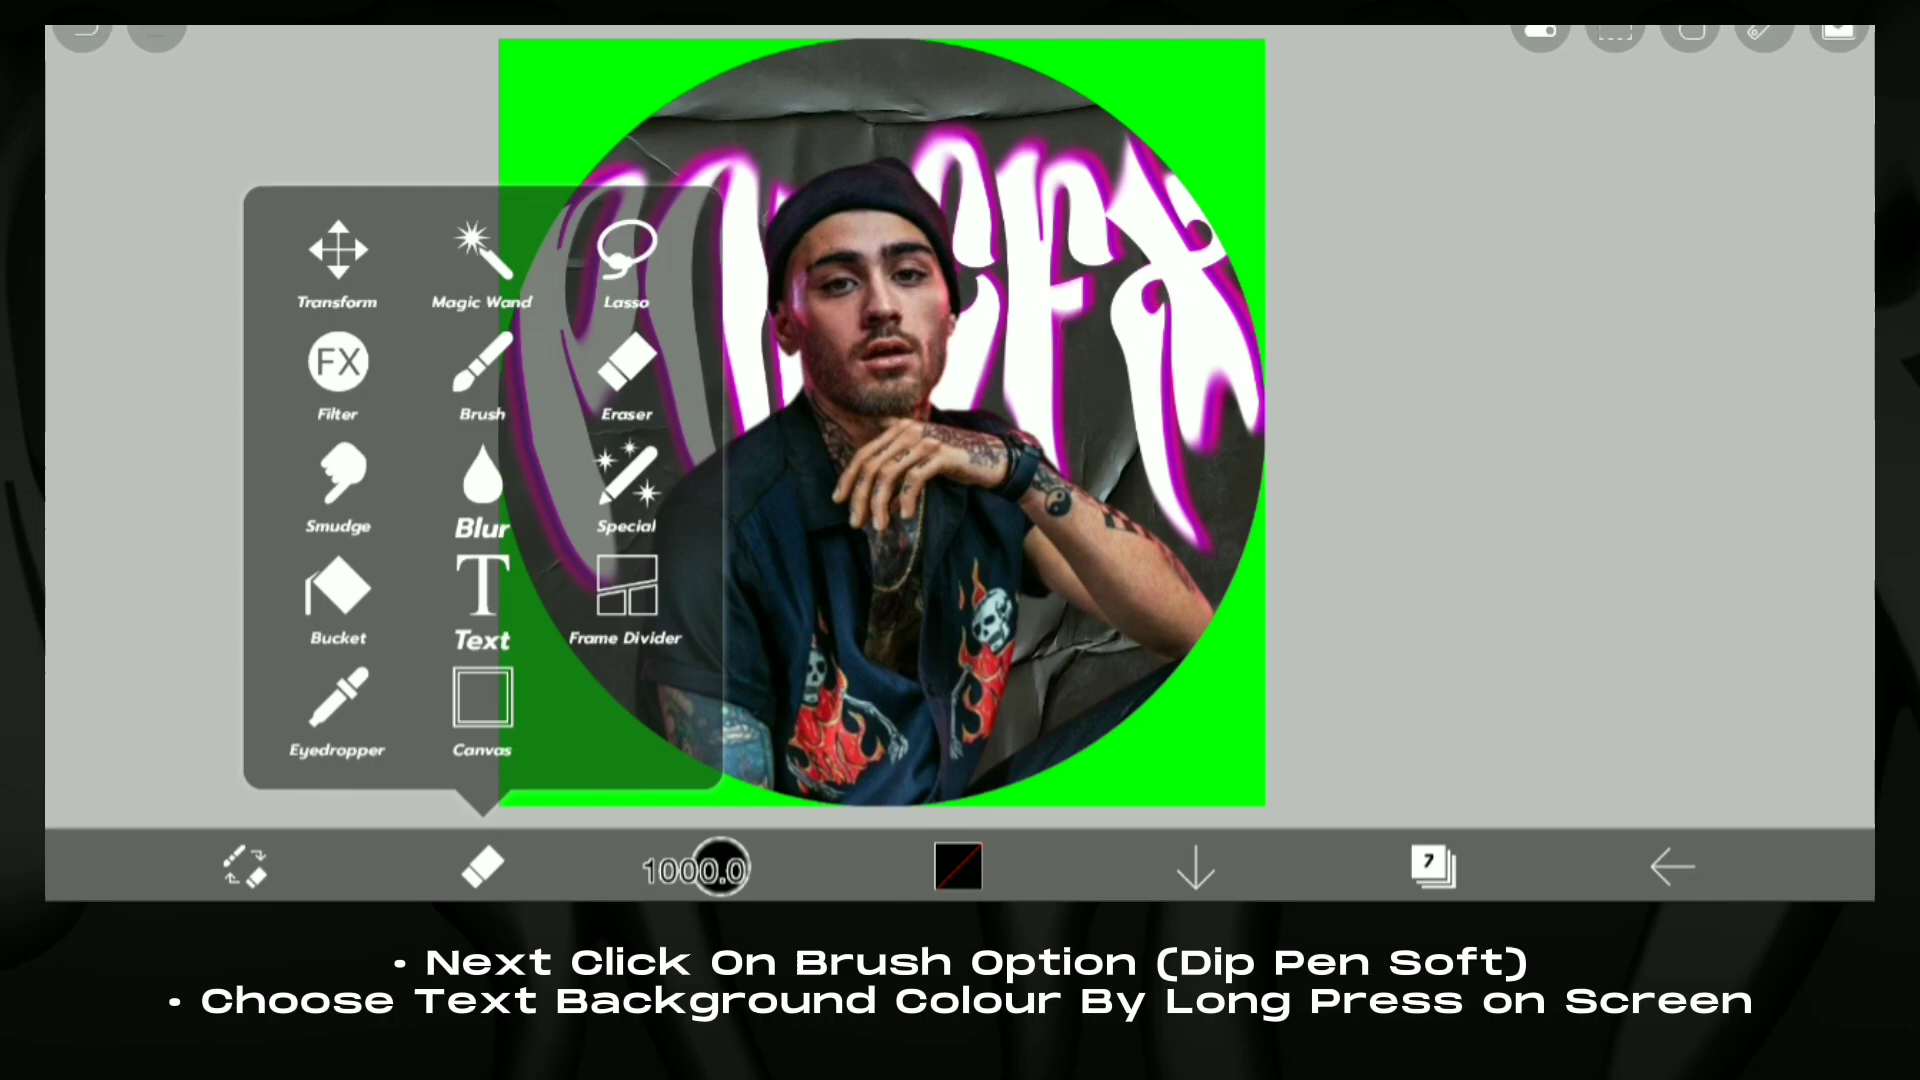 Transform Magic Wand Lasso
FX
Filter Brush Eraser
Smudge Blur Special
T
Bucket Text Frame Divider
Eyedropper Canvas
1000.0
7
• Next Click On Brush Option (Dip Pen Soft)
• Choose Text Background Colour By Long Press on Screen